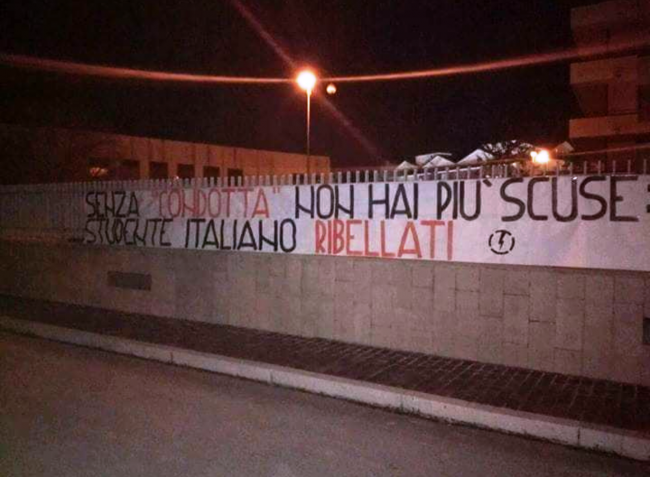 SENZA "CONDOTTA" NON HAI PIÙ SCUSE:
STUDENTE ITALIANO RIBELLATI